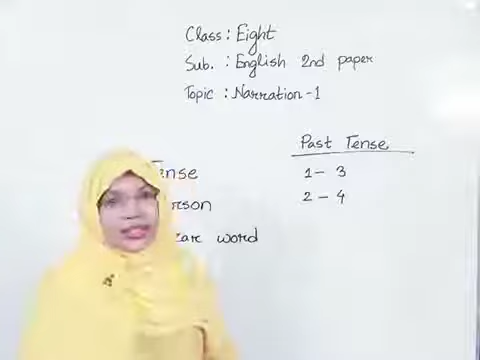 Class: Eight
Sub. : English 2nd paper
Topic : Narration-1
Past Tense
1 - 3
2 - 4
word